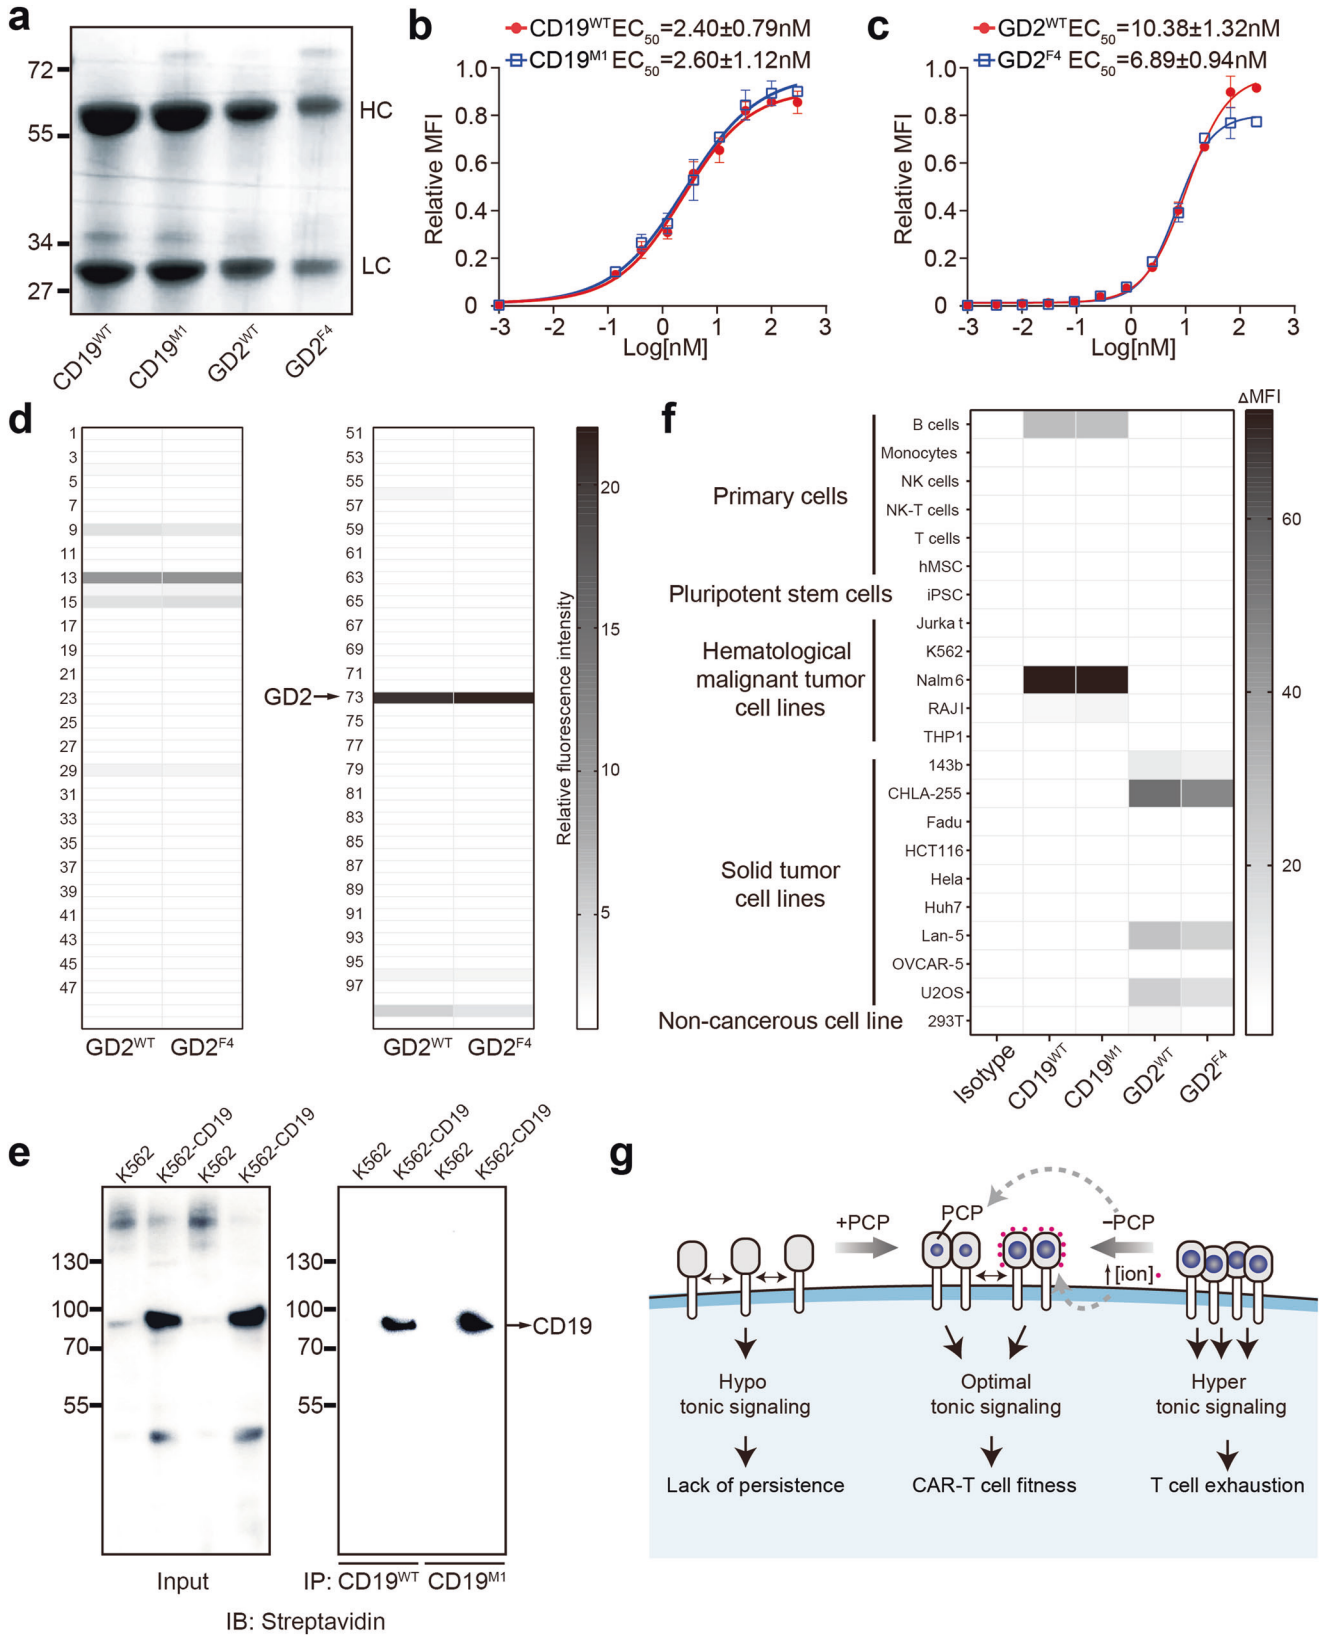 a
72
55
34
27
HC
LC
CD19WT
CD19M1
GD2WT
GD2F4
b
CD19WT EC50=2.40±0.79nM
CD19M1 EC50=2.60±1.12nM
Relative MFI
1.0
0.8
0.6
0.4
0.2
0
-3 -2 -1 0 1 2 3
Log[nM]
c
GD2WT EC50=10.38±1.32nM
GD2F4 EC50=6.89±0.94nM
Relative MFI
1.0
0.8
0.6
0.4
0.2
0
-3 -2 -1 0 1 2 3
Log[nM]
d
1
3
5
7
9
11
13
15
17
19
21
23
25
27
29
31
33
35
37
39
41
43
45
47
GD2WT GD2F4
GD2
51
53
55
57
59
61
63
65
67
69
71
73
75
77
79
81
83
85
87
89
91
93
95
97
GD2WT GD2F4
Relative fluorescence intensity
20
15
10
5
f
Primary cells
Pluripotent stem cells
Hematological
malignant tumor
cell lines
Solid tumor
cell lines
Non-cancerous cell line
B cells
Monocytes
NK cells
NK-T cells
T cells
hMSC
iPSC
Jurkat
K562
Nalm6
RAJI
THP1
143b
CHLA-255
Fadu
HCT116
Hela
Huh7
Lan-5
OVCAR-5
U2OS
293T
Isotype
CD19WT
CD19M1
GD2WT
GD2F4
ΔMFI
60
40
20
e
K562
K562-CD19
K562
K562-CD19
130
100
70
55
Input
K562
K562-CD19
K562
K562-CD19
130
100
70
55
CD19
IP: CD19WT CD19M1
IB: Streptavidin
g
+PCP
PCP
−PCP
[ion]
Hypo
tonic signaling
Lack of persistence
Optimal
tonic signaling
CAR-T cell fitness
Hyper
tonic signaling
T cell exhaustion